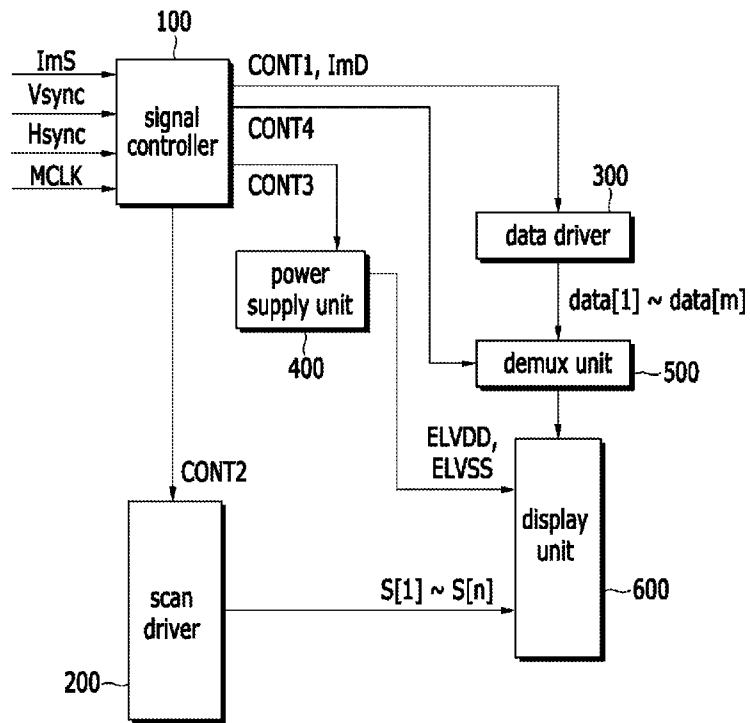 100
ImS
Vsync
Hsync
MCLK
signal
controller
CONT1, ImD
CONT4
CONT3
300
data driver
power
supply unit
400
data[1] ~ data[m]
demux unit
500
ELVDD,
ELVSS
CONT2
display
unit
600
scan
driver
S[1] ~ S[n]
200